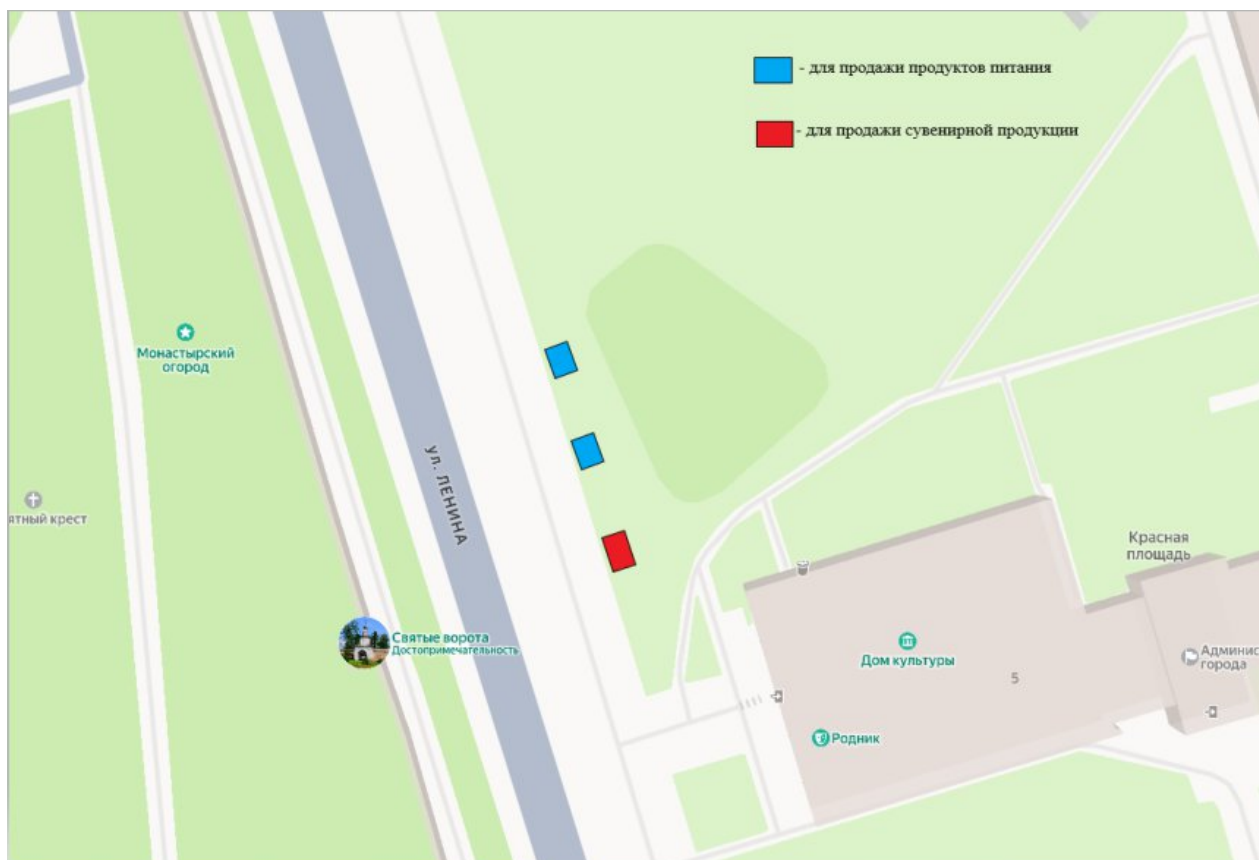 - для продажи продуктов питания
- для продажи сувенирной продукции
Монастырский
огород
ул. ЛЕНИНА
ятный крест
Красная
площадь
Святые ворота
Достопримечательность
Дом культуры
5
Админис
города
Родник